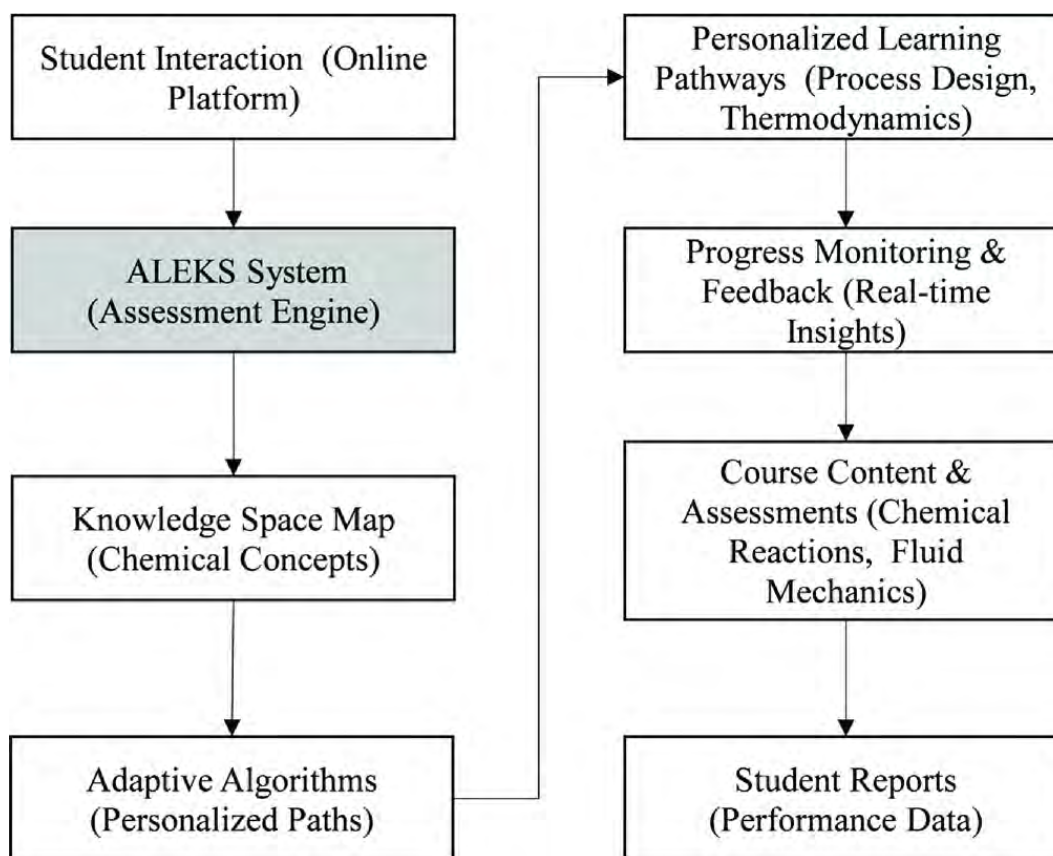 Student Interaction (Online
Platform)
ALEKS System
(Assessment Engine)
Knowledge Space Map
(Chemical Concepts)
Adaptive Algorithms
(Personalized Paths)
Personalized Learning
Pathways (Process Design,
Thermodynamics)
Progress Monitoring &
Feedback (Real-time
Insights)
Course Content &
Assessments (Chemical
Reactions, Fluid
Mechanics)
Student Reports
(Performance Data)